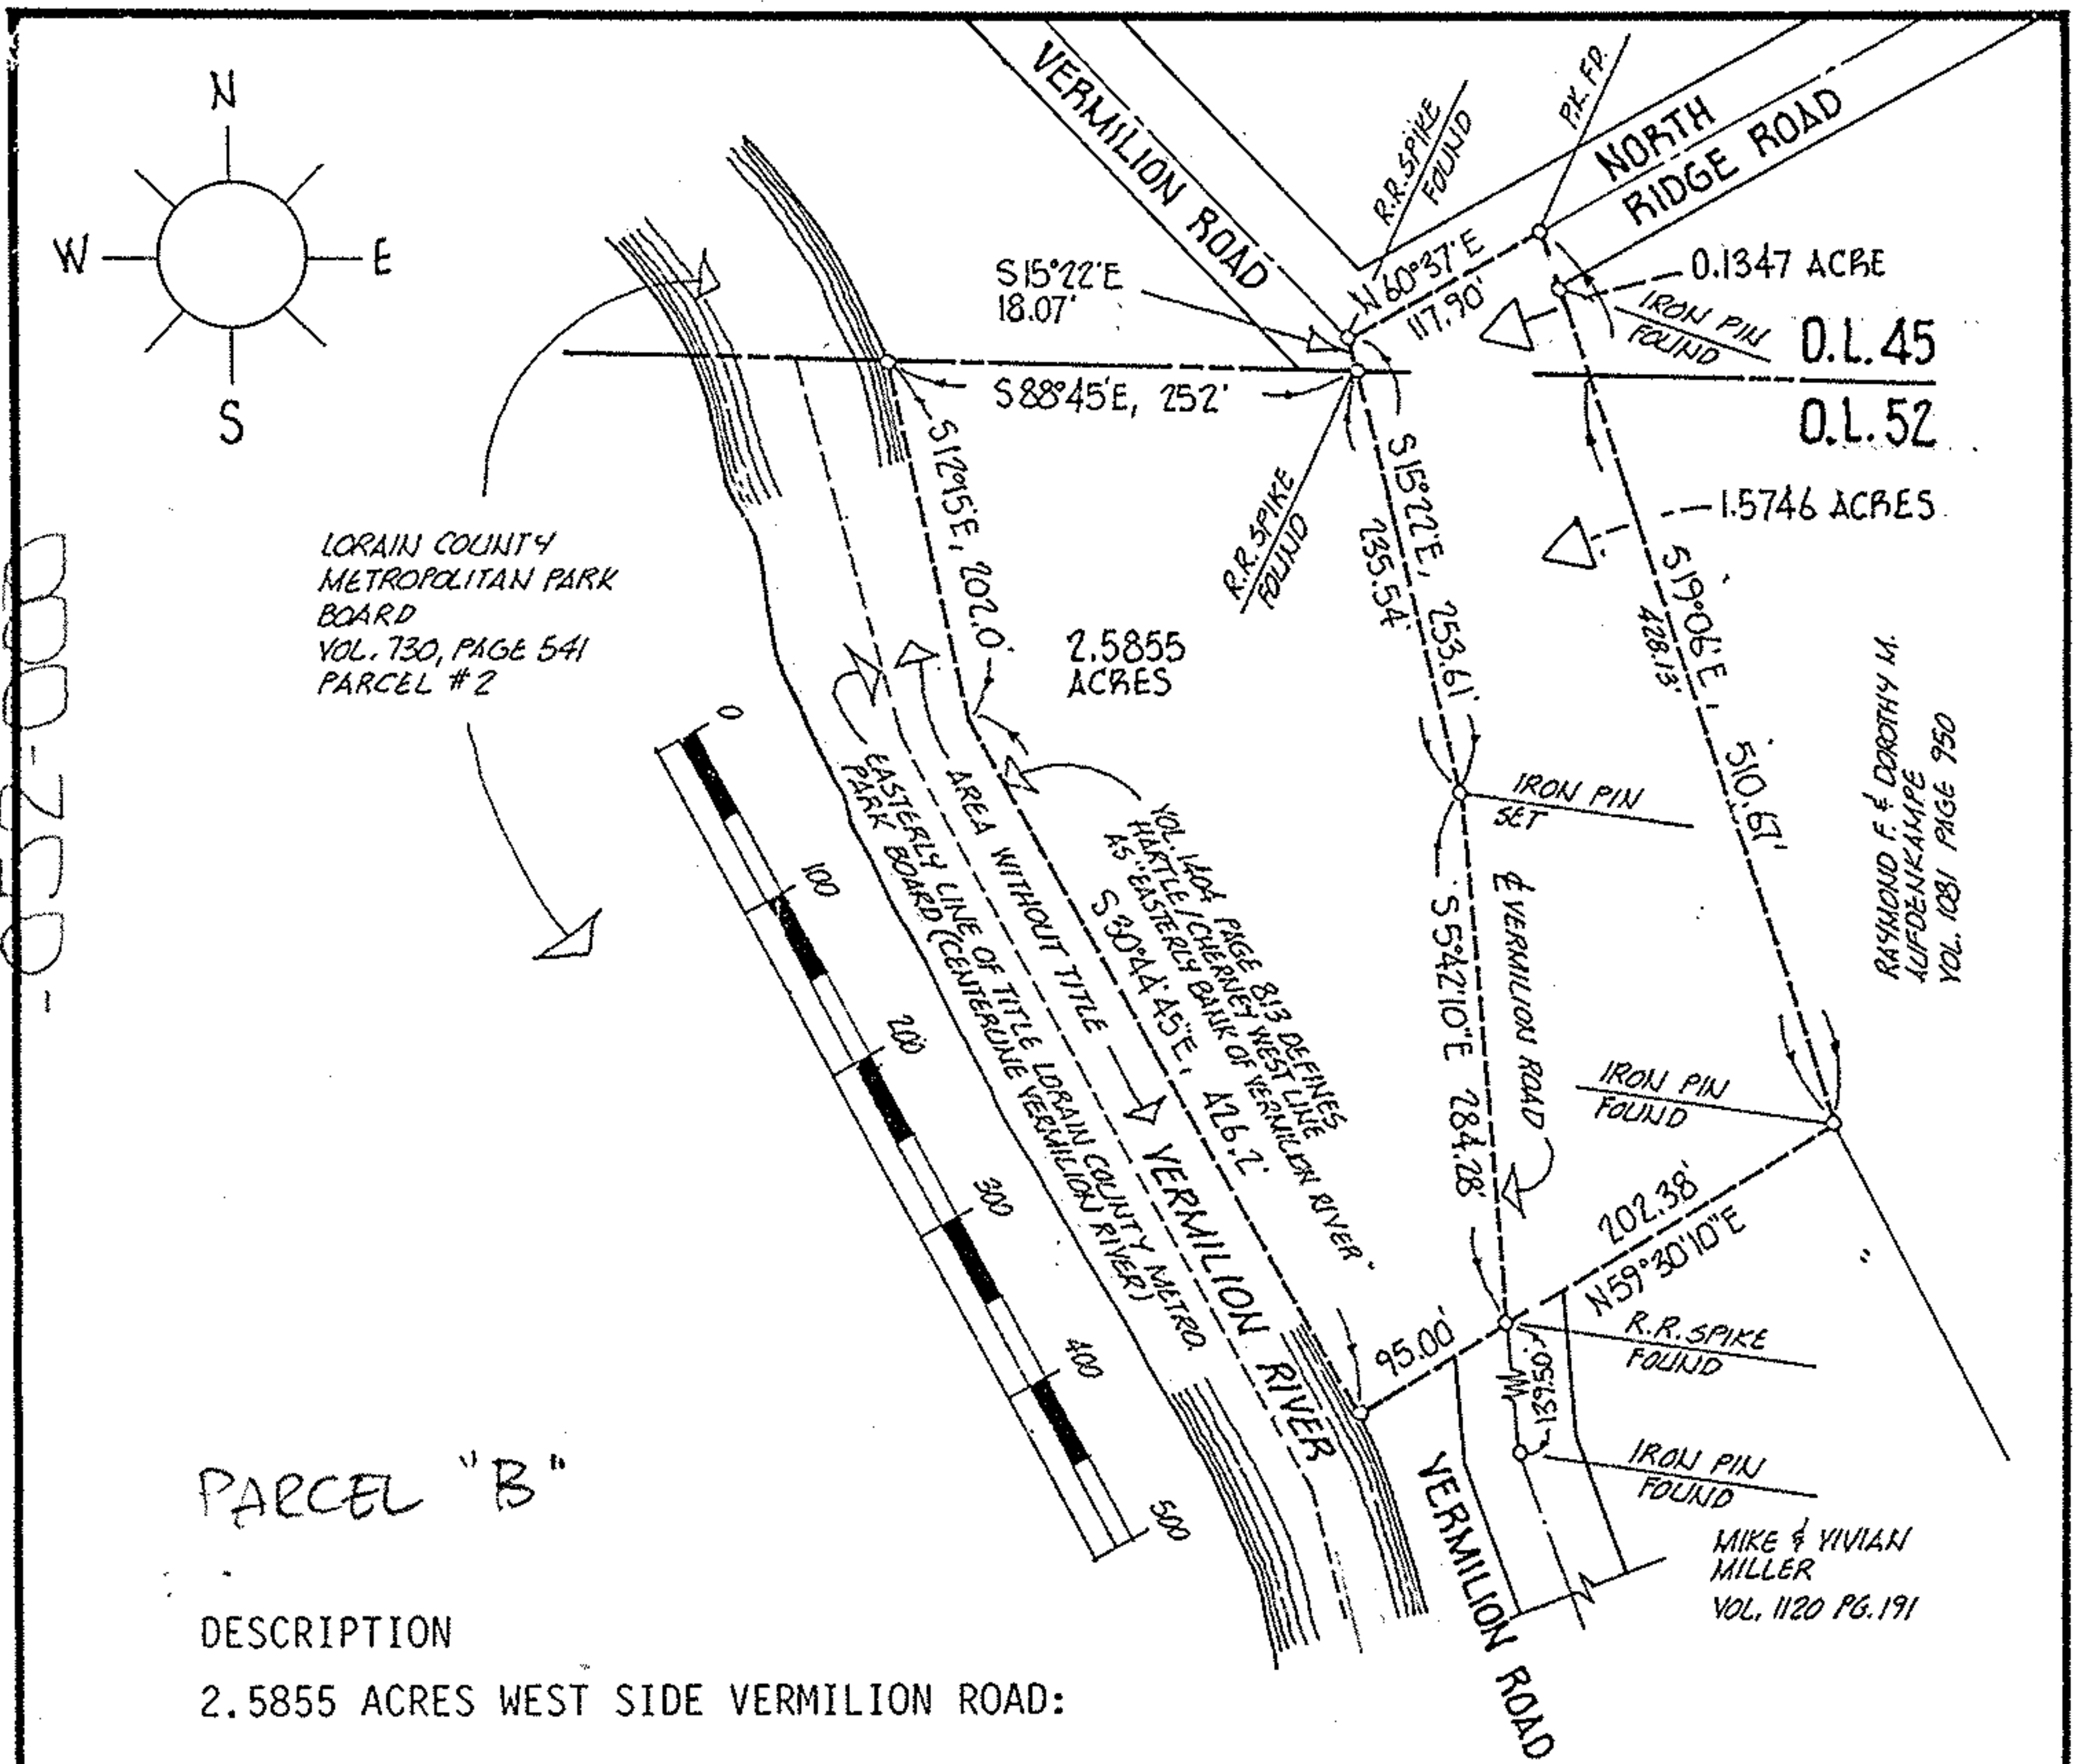 N
W
E
S
VERMILION ROAD
R.R. SPIKE
FOUND
P.K. FD.
NORTH
RIDGE ROAD
S15°22'E
18.07'
N 60°37'E
117.90'
0.1347 ACRE
IRON PIN
FOUND
O.L. 45
O.L. 52
S88°45'E, 252'
S12°15'E, 202.0'
R.R. SPIKE
FOUND
S15°22'E, 253.61'
235.54'
1.5746 ACRES
S19°06'E, 510.67'
428.13'
LORAIN COUNTY
METROPOLITAN PARK
BOARD
VOL. 730, PAGE 541
PARCEL #2
2.5855
ACRES
RAYMOND F. & DOROTHY M.
AUFDENKAMPE
VOL. 1081 PAGE 950
0
100
200
300
400
500
EASTERLY LINE OF TITLE LORAIN COUNTY METRO.
PARK BOARD (CENTERLINE VERMILION RIVER)
AREA WITHOUT TITLE
VERMILION RIVER
VOL. 1404 PAGE 813 DEFINES
HARTLE/CHERNEY WEST LINE
AS "EASTERLY BANK OF VERMILION RIVER"
S 30°44'45"E, 426.2'
IRON PIN
SET
S5°42'10"E 284.28'
℄ VERMILION ROAD
IRON PIN
FOUND
202.38'
N59°30'10"E
95.00'
R.R. SPIKE
FOUND
139.50'
IRON PIN
FOUND
MIKE & VIVIAN
MILLER
VOL. 1120 PG. 191
VERMILION ROAD
PARCEL "B"
DESCRIPTION
2.5855 ACRES WEST SIDE VERMILION ROAD: